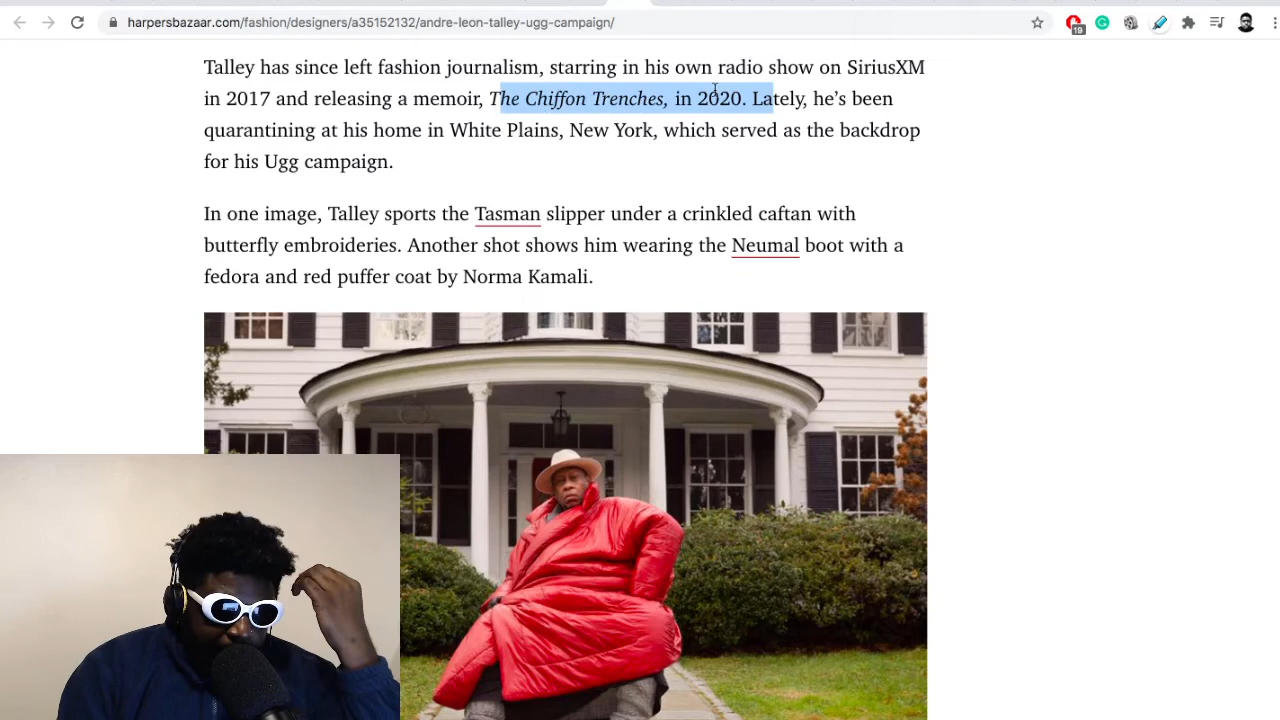 harpersbazaar.com/fashion/designers/a35152132/andre-leon-talley-ugg-campaign/
19
Talley has since left fashion journalism, starring in his own radio show on SiriusXM
in 2017 and releasing a memoir, The Chiffon Trenches, in 2020. Lately, he’s been
quarantining at his home in White Plains, New York, which served as the backdrop
for his Ugg campaign.
In one image, Talley sports the Tasman slipper under a crinkled caftan with
butterfly embroideries. Another shot shows him wearing the Neumal boot with a
fedora and red puffer coat by Norma Kamali.